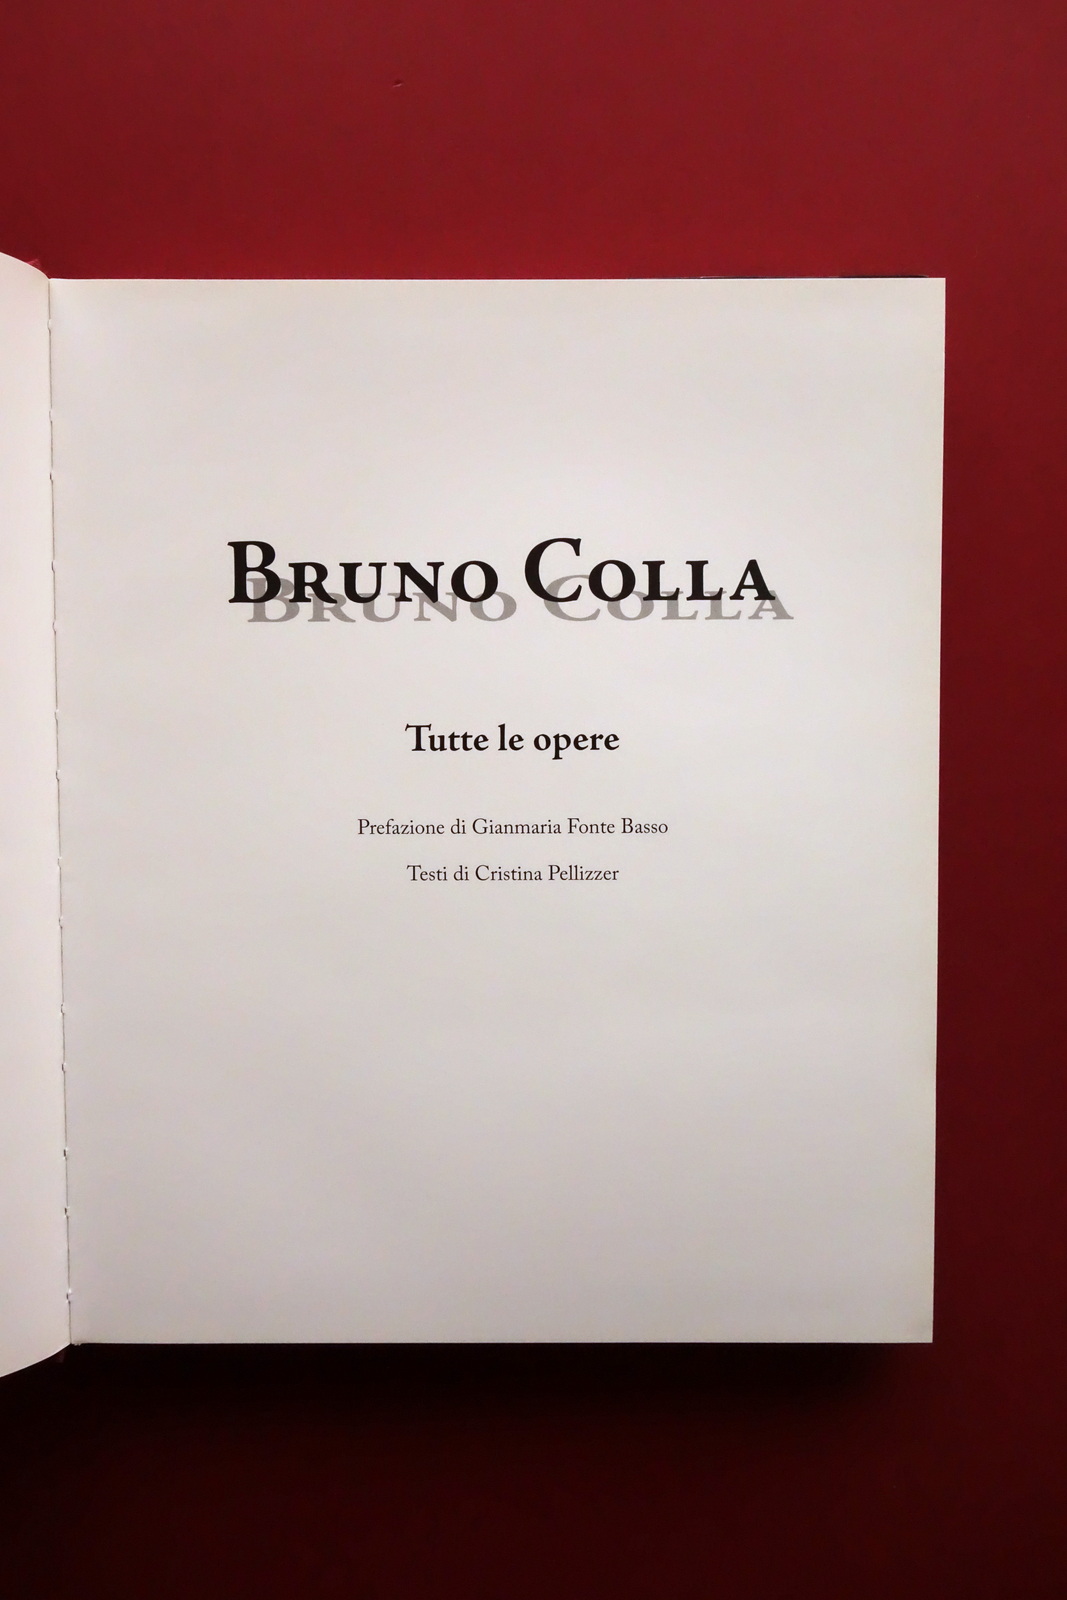 BRUNO COLLA
BRUNO COLLA
Tutte le opere
Prefazione di Gianmaria Fonte Basso
Testi di Cristina Pellizzer